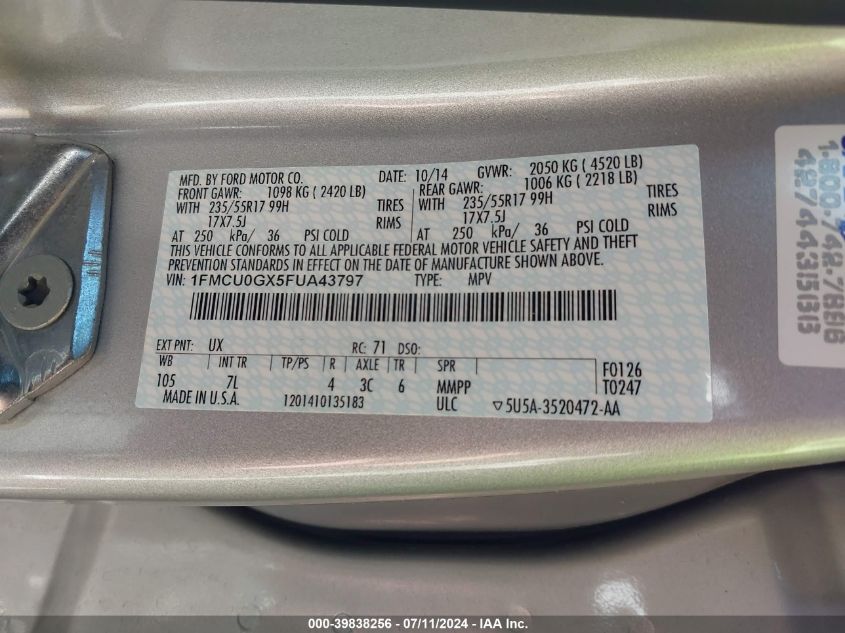 MFD. BY FORD MOTOR CO. DATE: 10/14 GVWR: 2050 KG ( 4520 LB)
FRONT GAWR: 1098 KG ( 2420 LB) REAR GAWR: 1006 KG ( 2218 LB)
WITH 235/55R17 99H TIRES WITH 235/55R17 99H TIRES
17X7.5J RIMS 17X7.5J RIMS
AT 250 kPa/ 36 PSI COLD AT 250 kPa/ 36 PSI COLD
THIS VEHICLE CONFORMS TO ALL APPLICABLE FEDERAL MOTOR VEHICLE SAFETY AND THEFT
PREVENTION STANDARDS IN EFFECT ON THE DATE OF MANUFACTURE SHOWN ABOVE.
VIN: 1FMCU0GX5FUA43797 TYPE: MPV
EXT PNT: UX RC: 71 DSO:
WB INT TR TP/PS R AXLE TR SPR F0126
105 7L 4 3C 6 MMPP T0247
MADE IN U.S.A. 1201410135183 ULC ▽5U5A-3520472-AA
1-800-742-7896
000-39838256 - 07/11/2024 - IAA Inc.